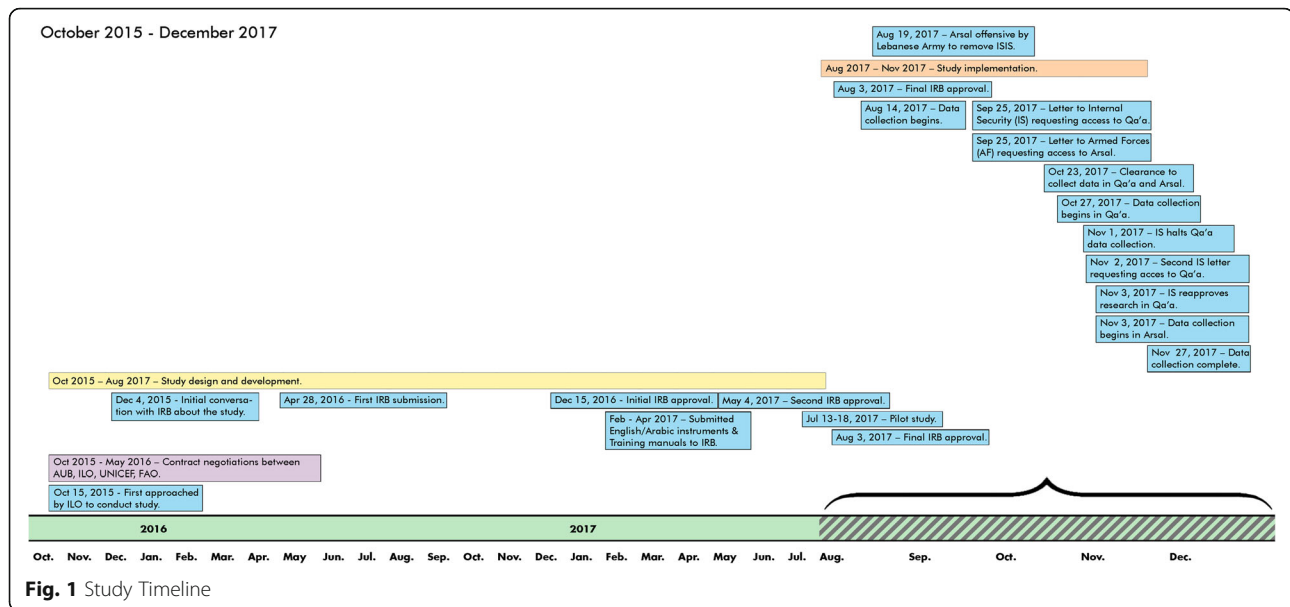 October 2015 - December 2017
Aug 19, 2017 – Arsal offensive by
Lebanese Army to remove ISIS.
Aug 2017 – Nov 2017 – Study implementation.
Aug 3, 2017 – Final IRB approval.
Aug 14, 2017 – Data
collection begins.
Sep 25, 2017 – Letter to Internal
Security (IS) requesting access to Qa'a.
Sep 25, 2017 – Letter to Armed Forces
(AF) requesting access to Arsal.
Oct 23, 2017 – Clearance to
collect data in Qa'a and Arsal.
Oct 27, 2017 – Data collection
begins in Qa'a.
Nov 1, 2017 – IS halts Qa'a
data collection.
Nov 2, 2017 – Second IS letter
requesting acces to Qa'a.
Nov 3, 2017 – IS reapproves
research in Qa'a.
Nov 3, 2017 – Data collection
begins in Arsal.
Nov 27, 2017 – Data
collection complete.
Oct 2015 – Aug 2017 – Study design and development.
Dec 4, 2015 - Initial conversa-
tion with IRB about the study.
Apr 28, 2016 - First IRB submission.
Dec 15, 2016 - Initial IRB approval.
May 4, 2017 – Second IRB approval.
Feb - Apr 2017 – Submitted
English/Arabic instruments &
Training manuals to IRB.
Jul 13-18, 2017 – Pilot study.
Aug 3, 2017 – Final IRB approval.
Oct 2015 - May 2016 – Contract negotiations between
AUB, ILO, UNICEF, FAO.
Oct 15, 2015 - First approached
by ILO to conduct study.
2016 2017
Oct. Nov. Dec. Jan. Feb. Mar. Apr. May Jun. Jul. Aug. Sep. Oct. Nov. Dec. Jan. Feb. Mar. Apr. May Jun. Jul. Aug. Sep. Oct. Nov. Dec.
Fig. 1 Study Timeline